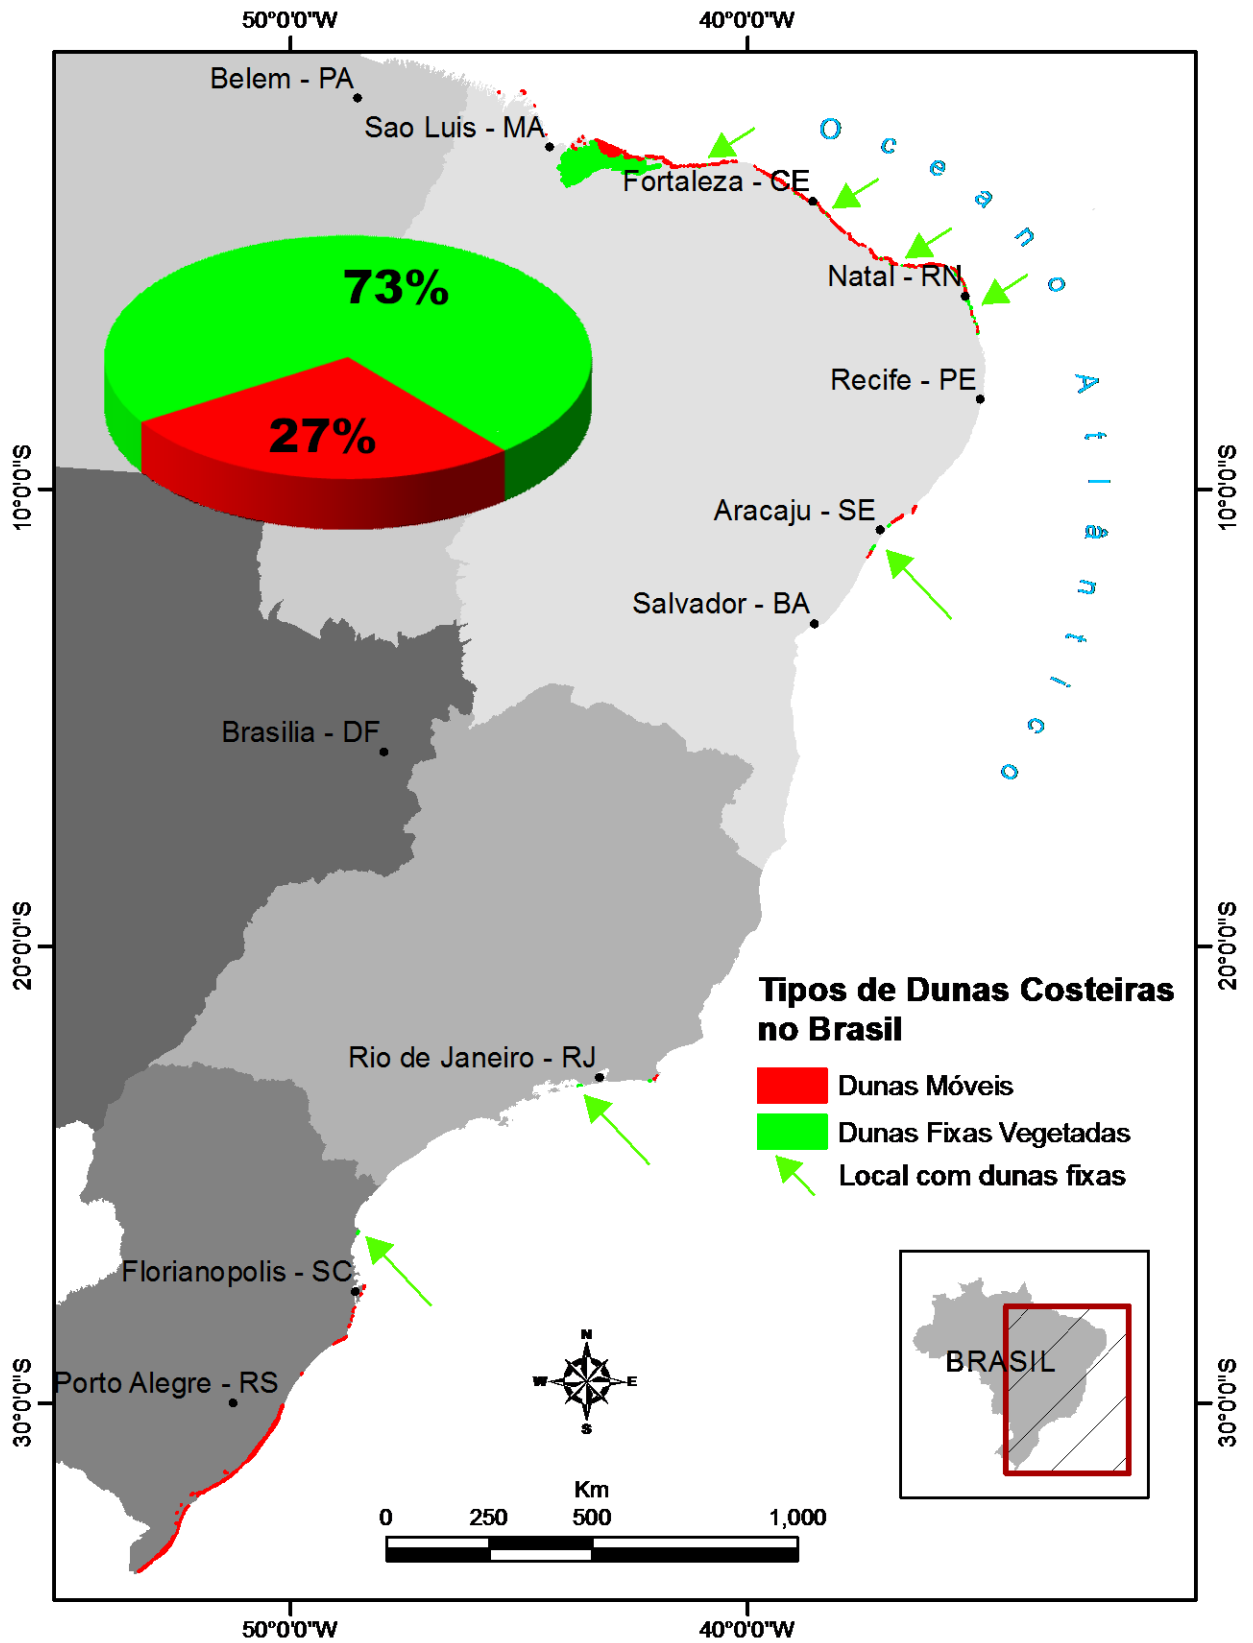 50°0'0"W
40°0'0"W
Belem - PA
Sao Luis - MA
Oceano Atlântico
Fortaleza - CE
Natal - RN
73%
27%
Recife - PE
10°0'0"S
10°0'0"S
Aracaju - SE
Salvador - BA
Brasilia - DF
20°0'0"S
20°0'0"S
Tipos de Dunas Costeiras
no Brasil
Rio de Janeiro - RJ
Dunas Móveis
Dunas Fixas Vegetadas
Local com dunas fixas
Florianopolis - SC
N
W
E
S
BRASIL
Porto Alegre - RS
30°0'0"S
30°0'0"S
Km
0 250 500 1,000
50°0'0"W
40°0'0"W